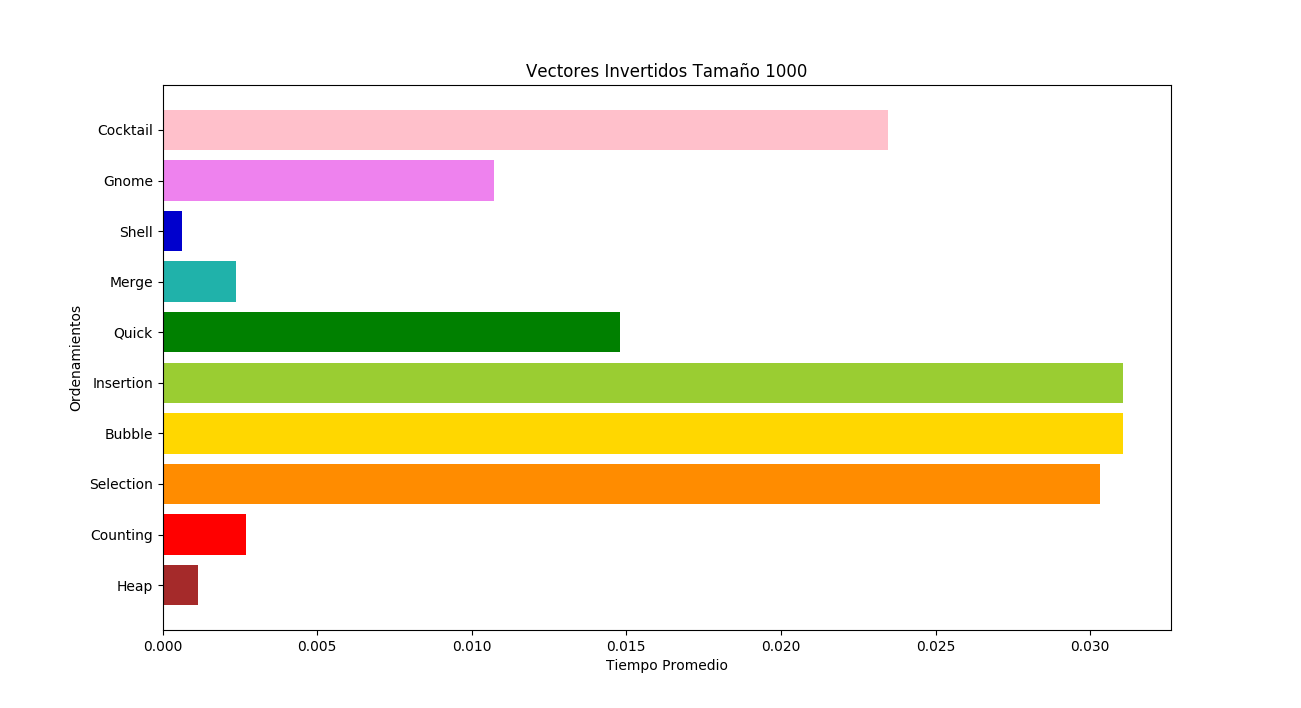 Vectores Invertidos Tamaño 1000
Ordenamientos
Cocktail
Gnome
Shell
Merge
Quick
Insertion
Bubble
Selection
Counting
Heap
0.000 0.005 0.010 0.015 0.020 0.025 0.030
Tiempo Promedio